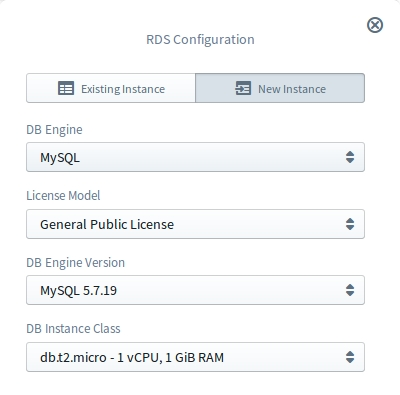 RDS Configuration
Existing Instance
New Instance
DB Engine
MySQL
License Model
General Public License
DB Engine Version
MySQL 5.7.19
DB Instance Class
db.t2.micro - 1 vCPU, 1 GiB RAM